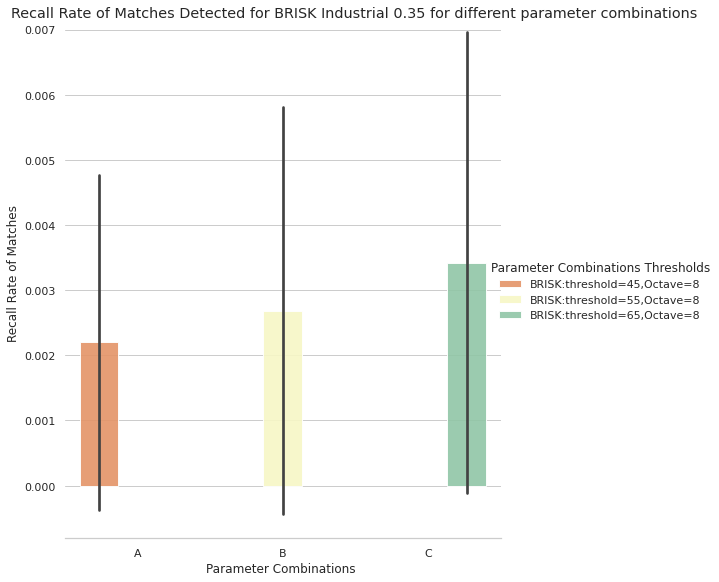 Recall Rate of Matches Detected for BRISK Industrial 0.35 for different parameter combinations
0.007
0.006
0.005
0.004
0.003
0.002
0.001
0.000
Recall Rate of Matches
A
B
C
Parameter Combinations
Parameter Combinations Thresholds
BRISK:threshold=45,Octave=8
BRISK:threshold=55,Octave=8
BRISK:threshold=65,Octave=8